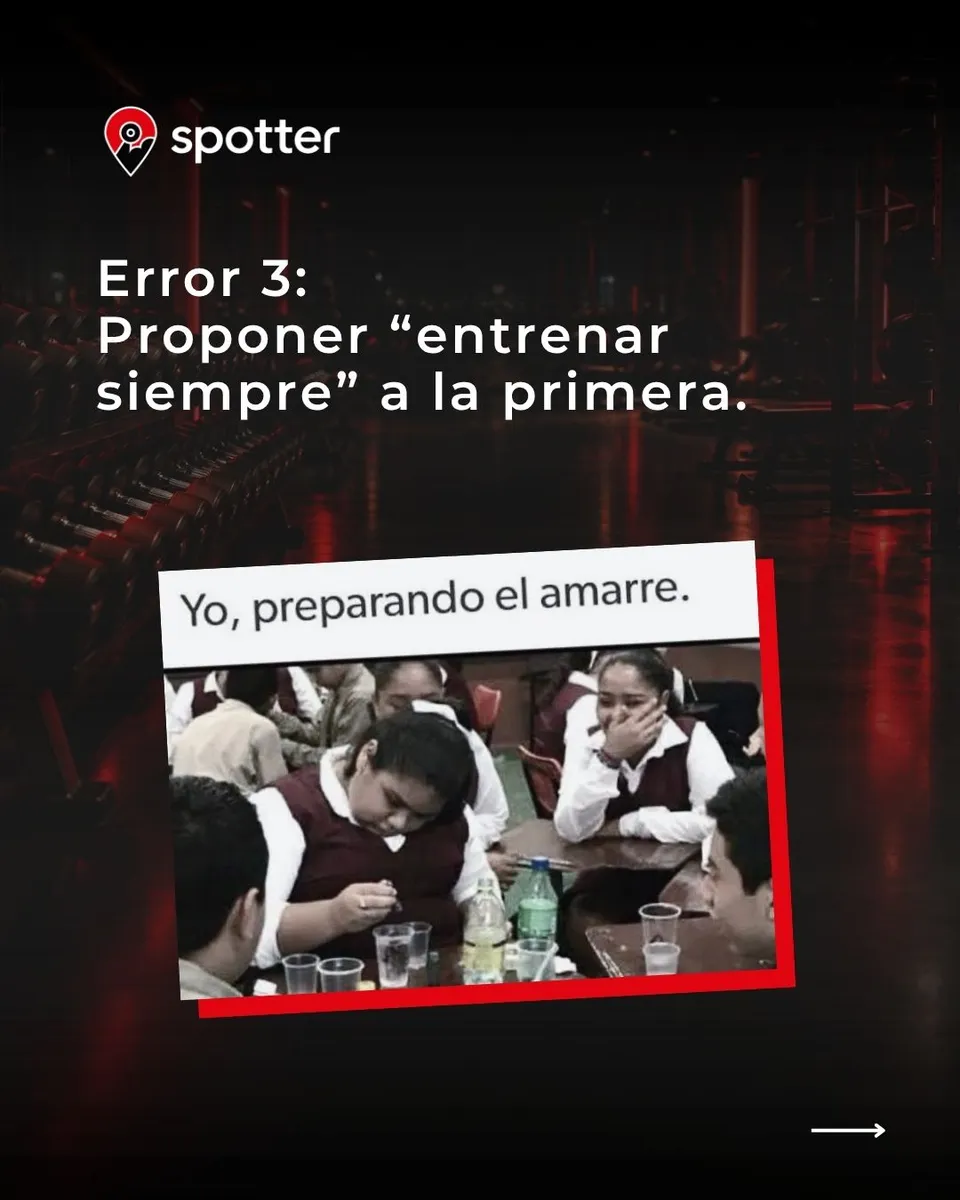 spotter
Error 3:
Proponer “entrenar
siempre” a la primera.
Yo, preparando el amarre.